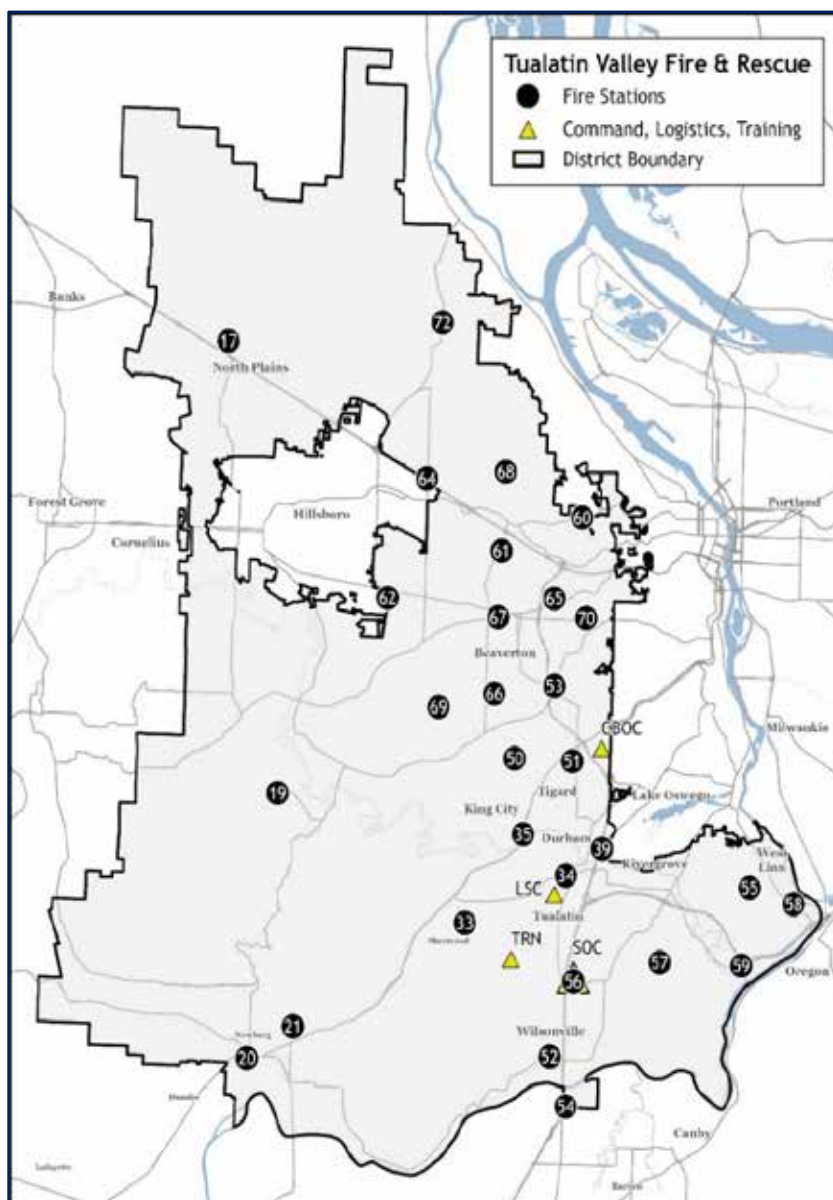 Tualatin Valley Fire & Rescue
Fire Stations
Command, Logistics, Training
District Boundary
Banks
72
17
North Plains
68
64
Forest Grove
Hillsboro
60
Portland
Cornelius
61
62
65
67
70
Beaverton
53
66
69
CBOC
Milwaukie
50
51
19
Tigard
Lake Oswego
King City
35
Durham
39
Rivergrove
West
Linn
34
55
LSC
58
Tualatin
33
Sherwood
TRN
SOC
57
59
56
Oregon
21
Newberg
Wilsonville
20
52
Dundee
54
Canby
Lafayette
Barlow